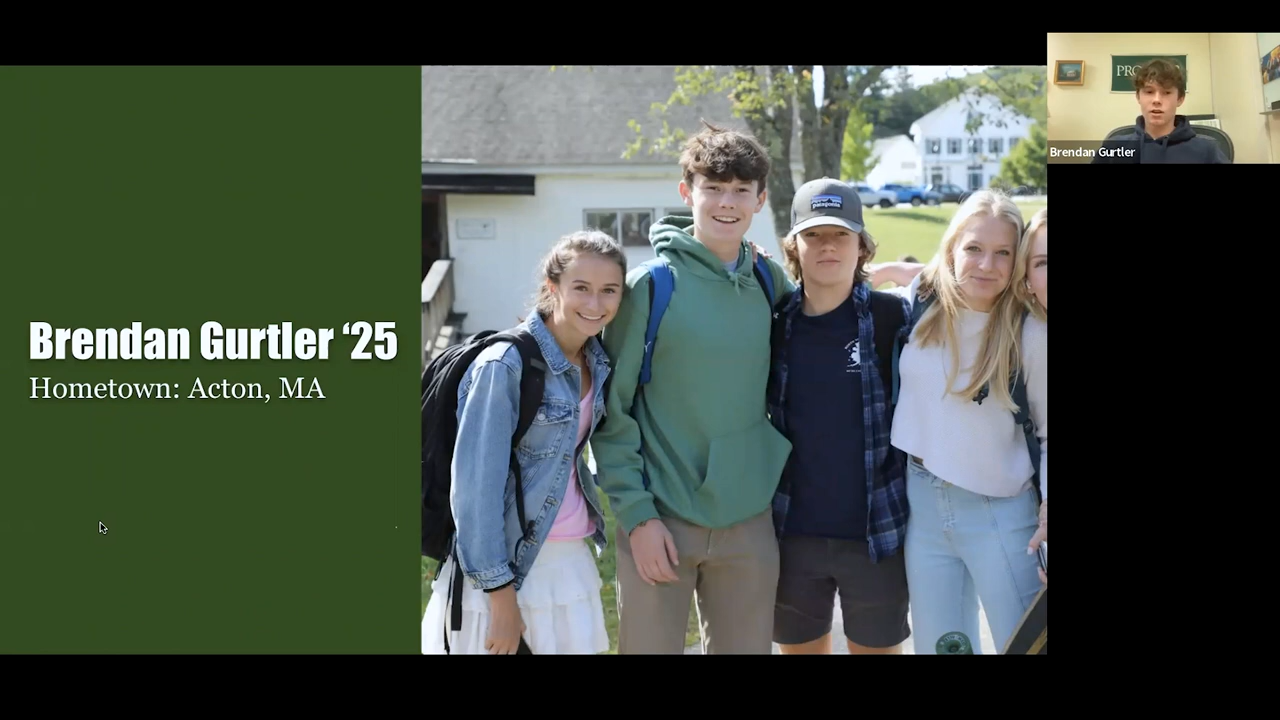 Brendan Gurtler ‘25
Hometown: Acton, MA
patagonia
Brendan Gurtler